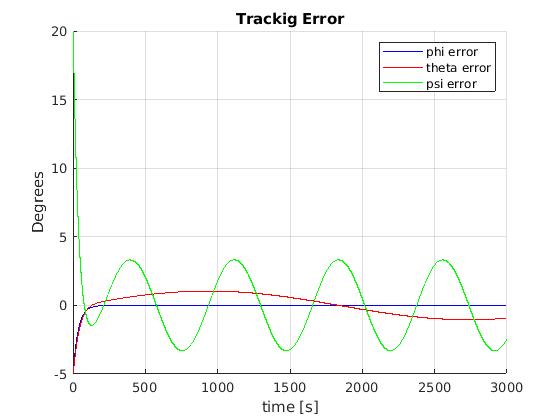 Trackig Error
phi error
theta error
psi error
20
15
10
5
0
-5
Degrees
0
500
1000
1500
2000
2500
3000
time [s]